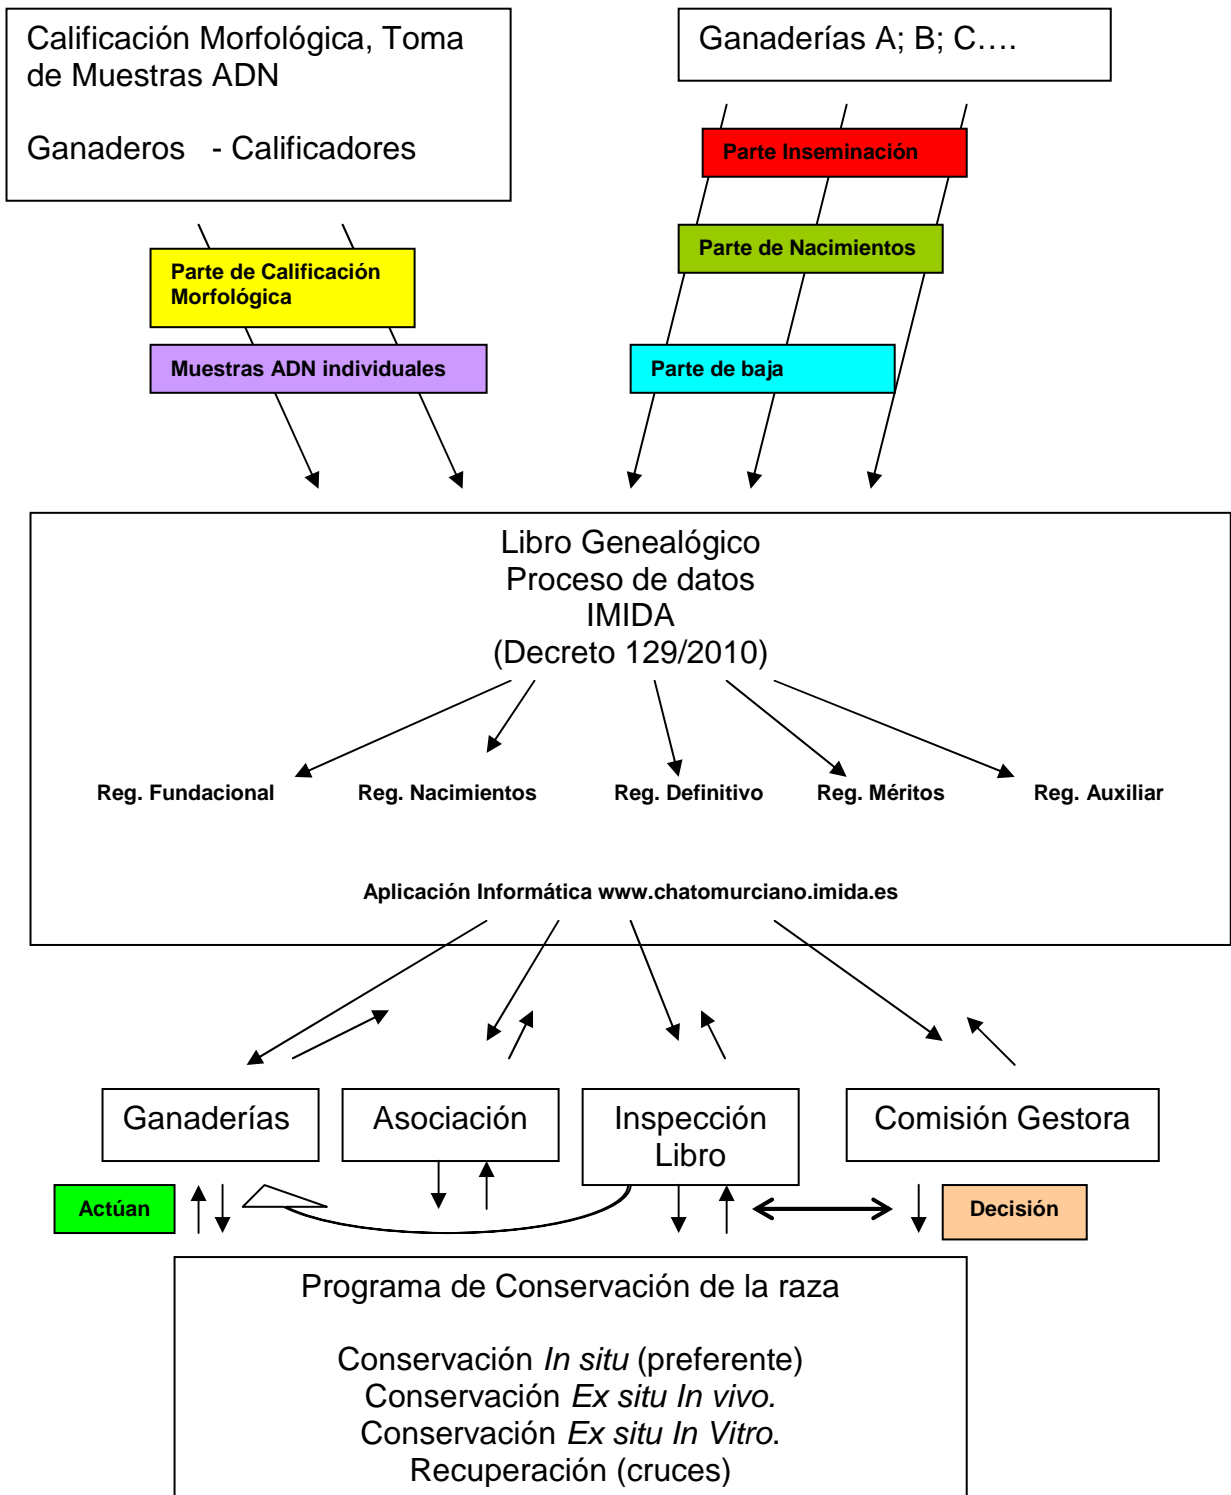 Calificación Morfológica, Toma
de Muestras ADN
Ganaderos - Calificadores
Ganaderías A; B; C….
Parte Inseminación
Parte de Nacimientos
Parte de Calificación
Morfológica
Muestras ADN individuales
Parte de baja
Libro Genealógico
Proceso de datos
IMIDA
(Decreto 129/2010)
Reg. Fundacional
Reg. Nacimientos
Reg. Definitivo
Reg. Méritos
Reg. Auxiliar
Aplicación Informática www.chatomurciano.imida.es
Ganaderías
Asociación
Inspección
Libro
Comisión Gestora
Actúan
Decisión
Programa de Conservación de la raza
Conservación In situ (preferente)
Conservación Ex situ In vivo.
Conservación Ex situ In Vitro.
Recuperación (cruces)